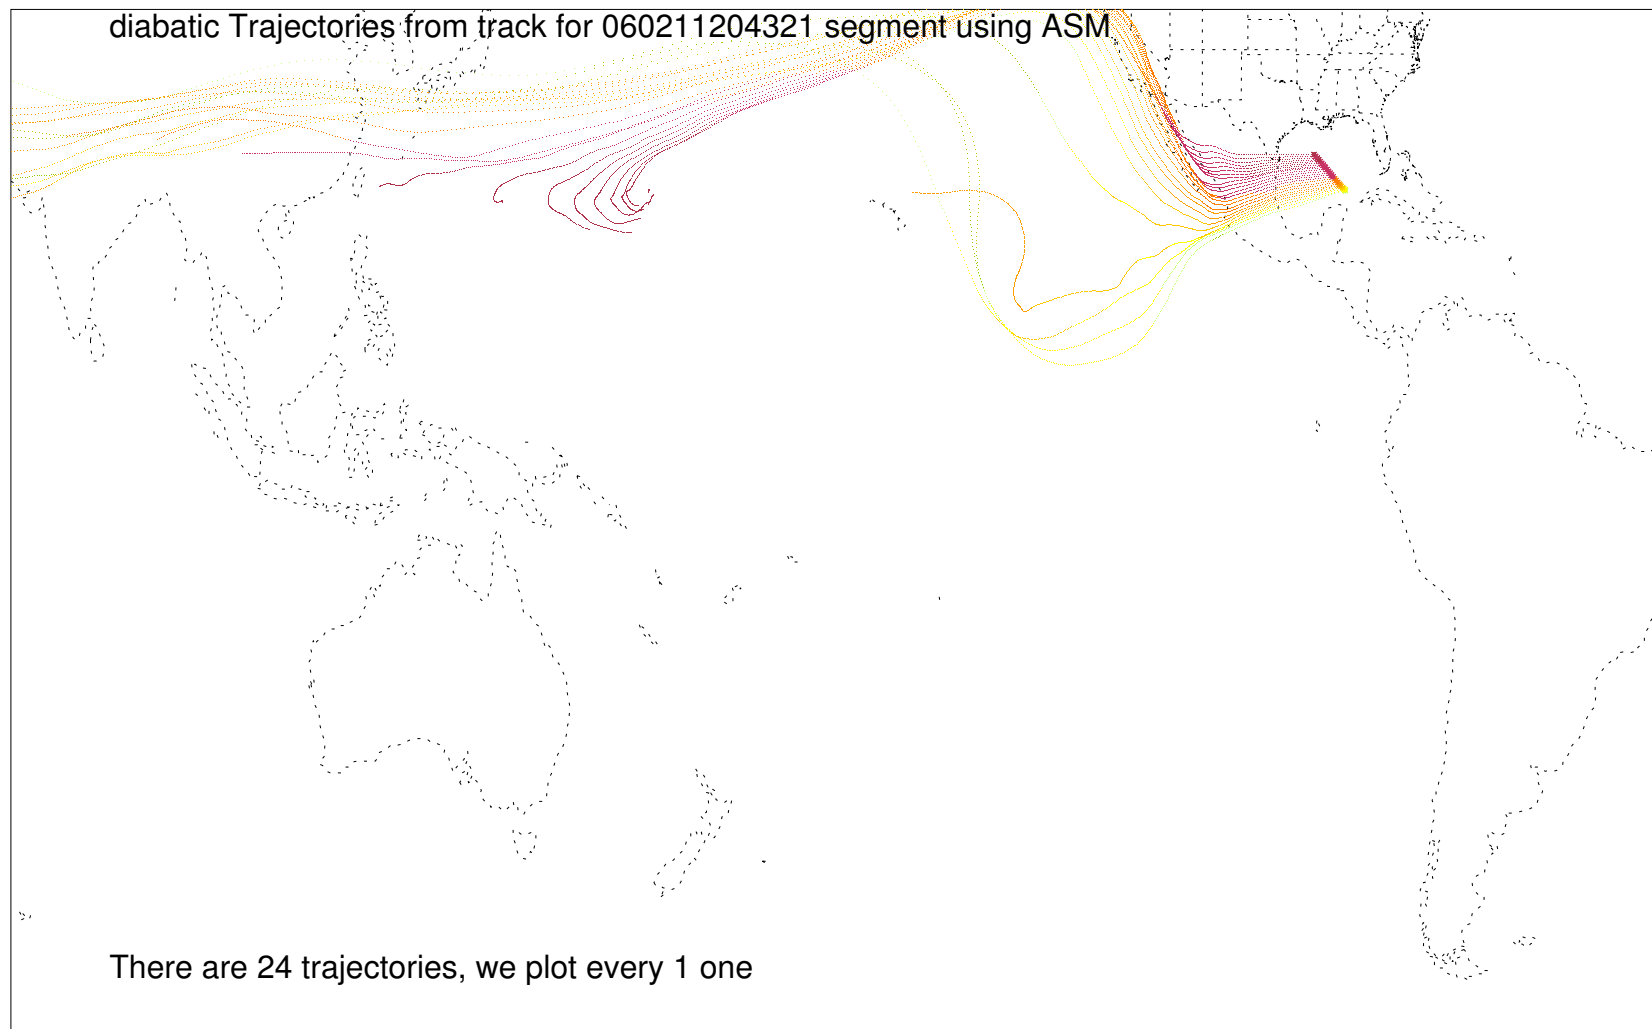 diabatic Trajectories from track for 060211204321 segment using ASM
There are 24 trajectories, we plot every 1 one